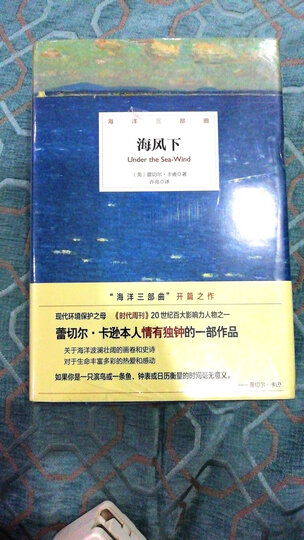 海洋三部曲
海风下
Under the Sea-Wind
〔美〕蕾切尔·卡逊◎著
译
“海洋三部曲”开篇之作
现代环境保护之母 《时代周刊》20世纪百大影响力人物之一
蕾切尔·卡逊本人情有独钟的一部作品
关于海洋波澜壮阔的画卷和史诗
对于生命丰富多彩的热爱和感动
如果你是一只滨鸟或一条鱼，钟表或日历衡量的时间毫无意义。
——蕾切尔·卡逊